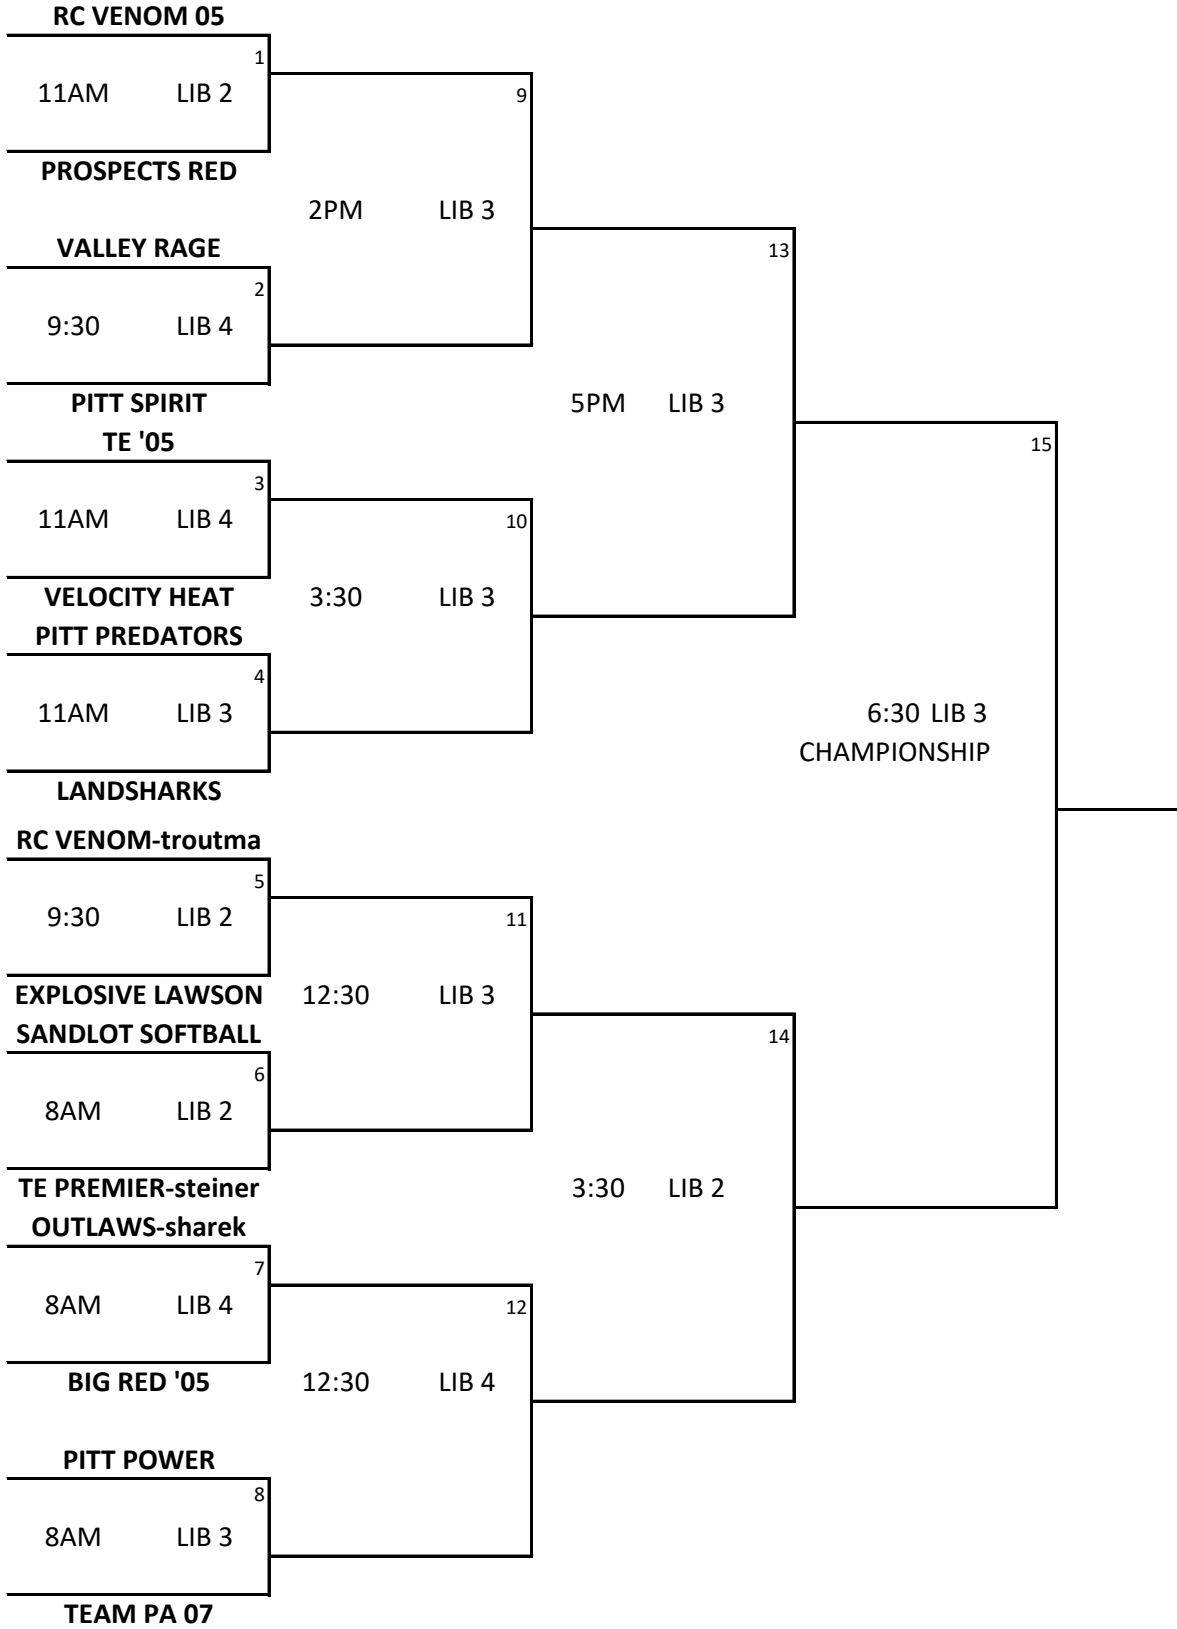 RC VENOM 05
1
11AM LIB 2
9
PROSPECTS RED
2PM LIB 3
VALLEY RAGE
13
2
9:30 LIB 4
PITT SPIRIT
5PM LIB 3
TE '05
15
3
11AM LIB 4
10
VELOCITY HEAT
3:30 LIB 3
PITT PREDATORS
4
11AM LIB 3
6:30 LIB 3
CHAMPIONSHIP
LANDSHARKS
RC VENOM-troutma
5
9:30 LIB 2
11
EXPLOSIVE LAWSON
12:30 LIB 3
SANDLOT SOFTBALL
14
6
8AM LIB 2
TE PREMIER-steiner
3:30 LIB 2
OUTLAWS-sharek
7
8AM LIB 4
12
BIG RED '05
12:30 LIB 4
PITT POWER
8
8AM LIB 3
TEAM PA 07